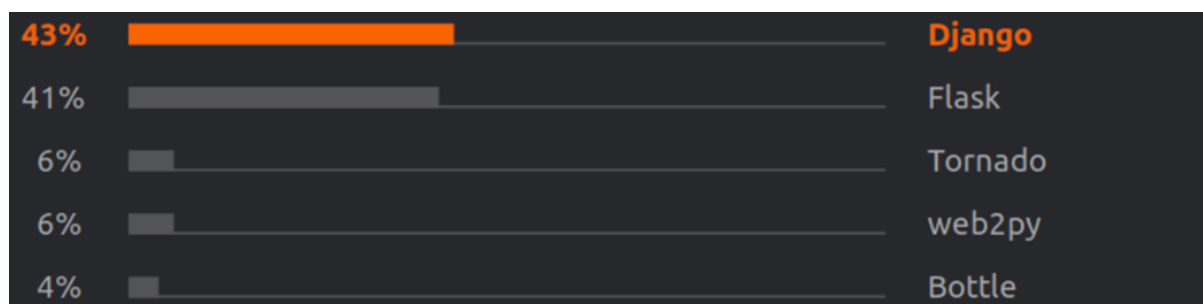 43% Django
41% Flask
6% Tornado
6% web2py
4% Bottle